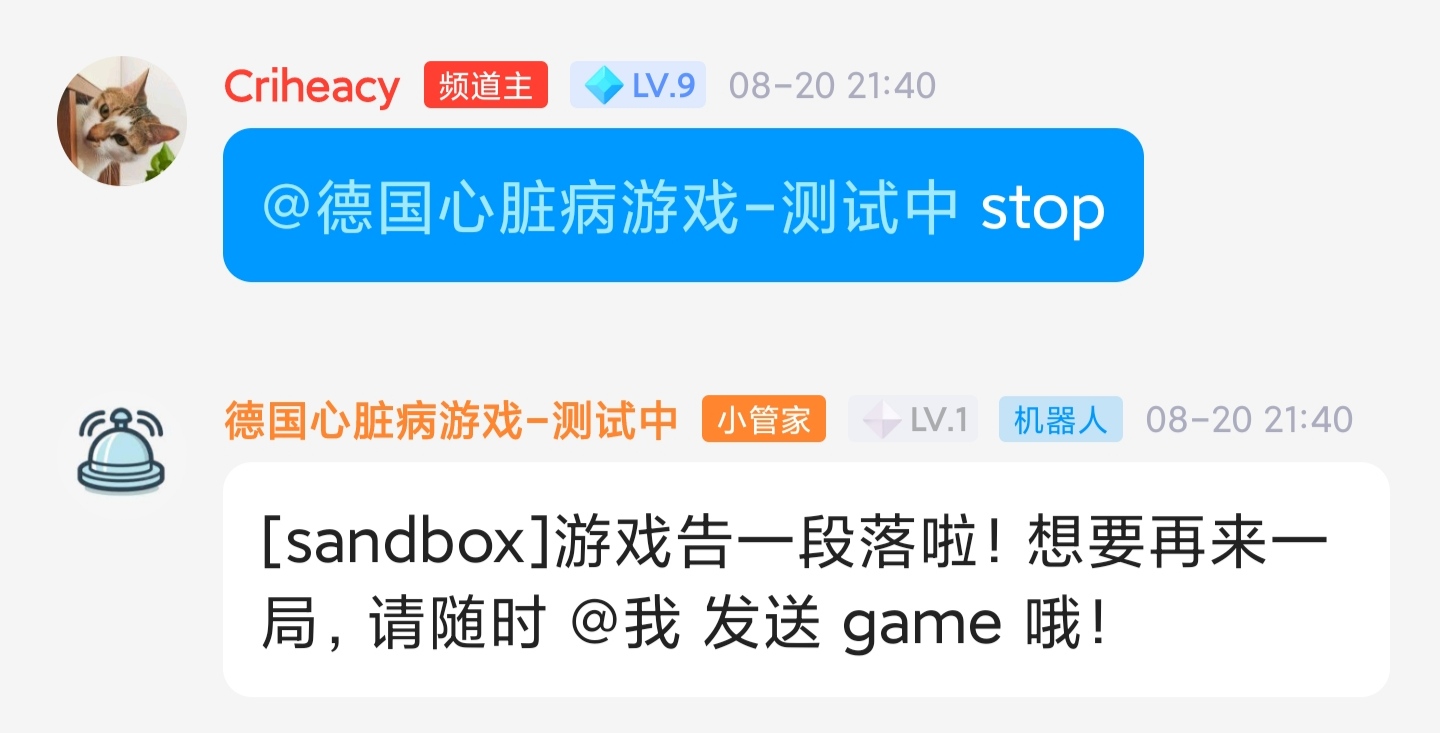 Criheacy 频道主 LV.9 08-20 21:40
@德国心脏病游戏-测试中 stop
德国心脏病游戏-测试中 小管家 LV.1 机器人 08-20 21:40
[sandbox]游戏告一段落啦！想要再来一
局，请随时 @我 发送 game 哦！